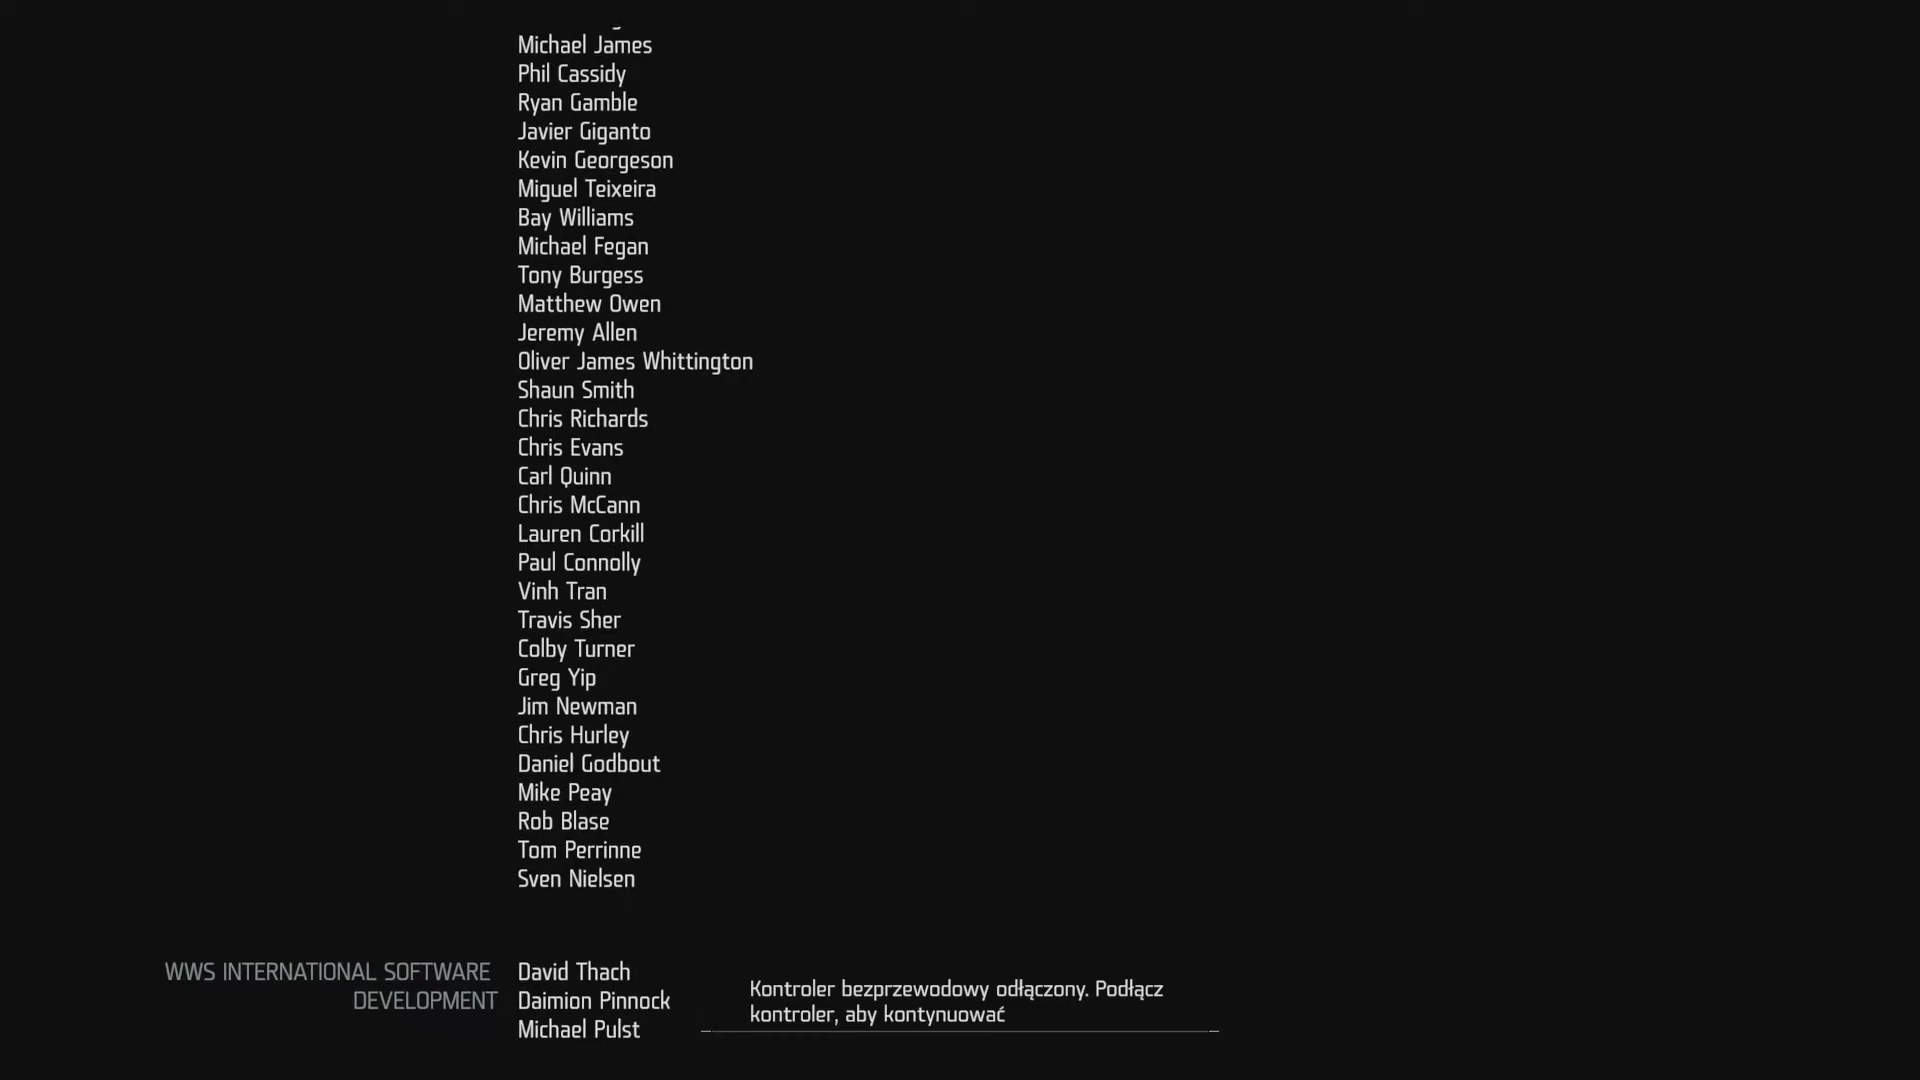 Michael James
Phil Cassidy
Ryan Gamble
Javier Giganto
Kevin Georgeson
Miguel Teixeira
Bay Williams
Michael Fegan
Tony Burgess
Matthew Owen
Jeremy Allen
Oliver James Whittington
Shaun Smith
Chris Richards
Chris Evans
Carl Quinn
Chris McCann
Lauren Corkill
Paul Connolly
Vinh Tran
Travis Sher
Colby Turner
Greg Yip
Jim Newman
Chris Hurley
Daniel Godbout
Mike Peay
Rob Blase
Tom Perrinne
Sven Nielsen
WWS INTERNATIONAL SOFTWARE
DEVELOPMENT
David Thach
Daimion Pinnock
Michael Pulst
Kontroler bezprzewodowy odłączony. Podłącz
kontroler, aby kontynuować